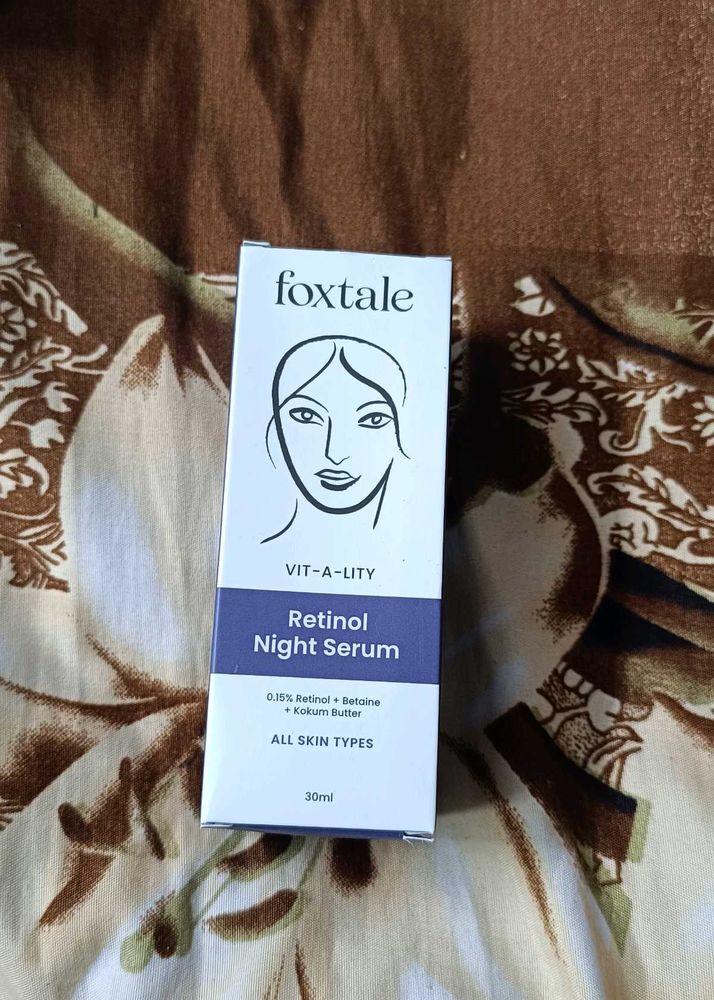 foxtale
VIT-A-LITY
Retinol
Night Serum
0.15% Retinol + Betaine
+ Kokum Butter
ALL SKIN TYPES
30ml